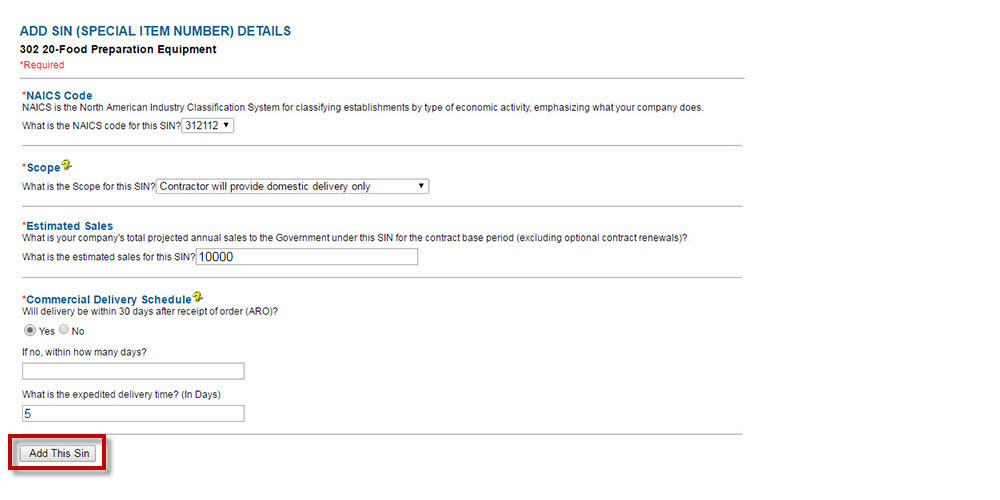 ADD SIN (SPECIAL ITEM NUMBER) DETAILS
302 20-Food Preparation Equipment
*Required
*NAICS Code
NAICS is the North American Industry Classification System for classifying establishments by type of economic activity, emphasizing what your company does.
What is the NAICS code for this SIN? 312112
*Scope
What is the Scope for this SIN? Contractor will provide domestic delivery only
*Estimated Sales
What is your company's total projected annual sales to the Government under this SIN for the contract base period (excluding optional contract renewals)?
What is the estimated sales for this SIN? 10000
*Commercial Delivery Schedule
Will delivery be within 30 days after receipt of order (ARO)?
Yes No
If no, within how many days?
What is the expedited delivery time? (In Days)
5
Add This Sin